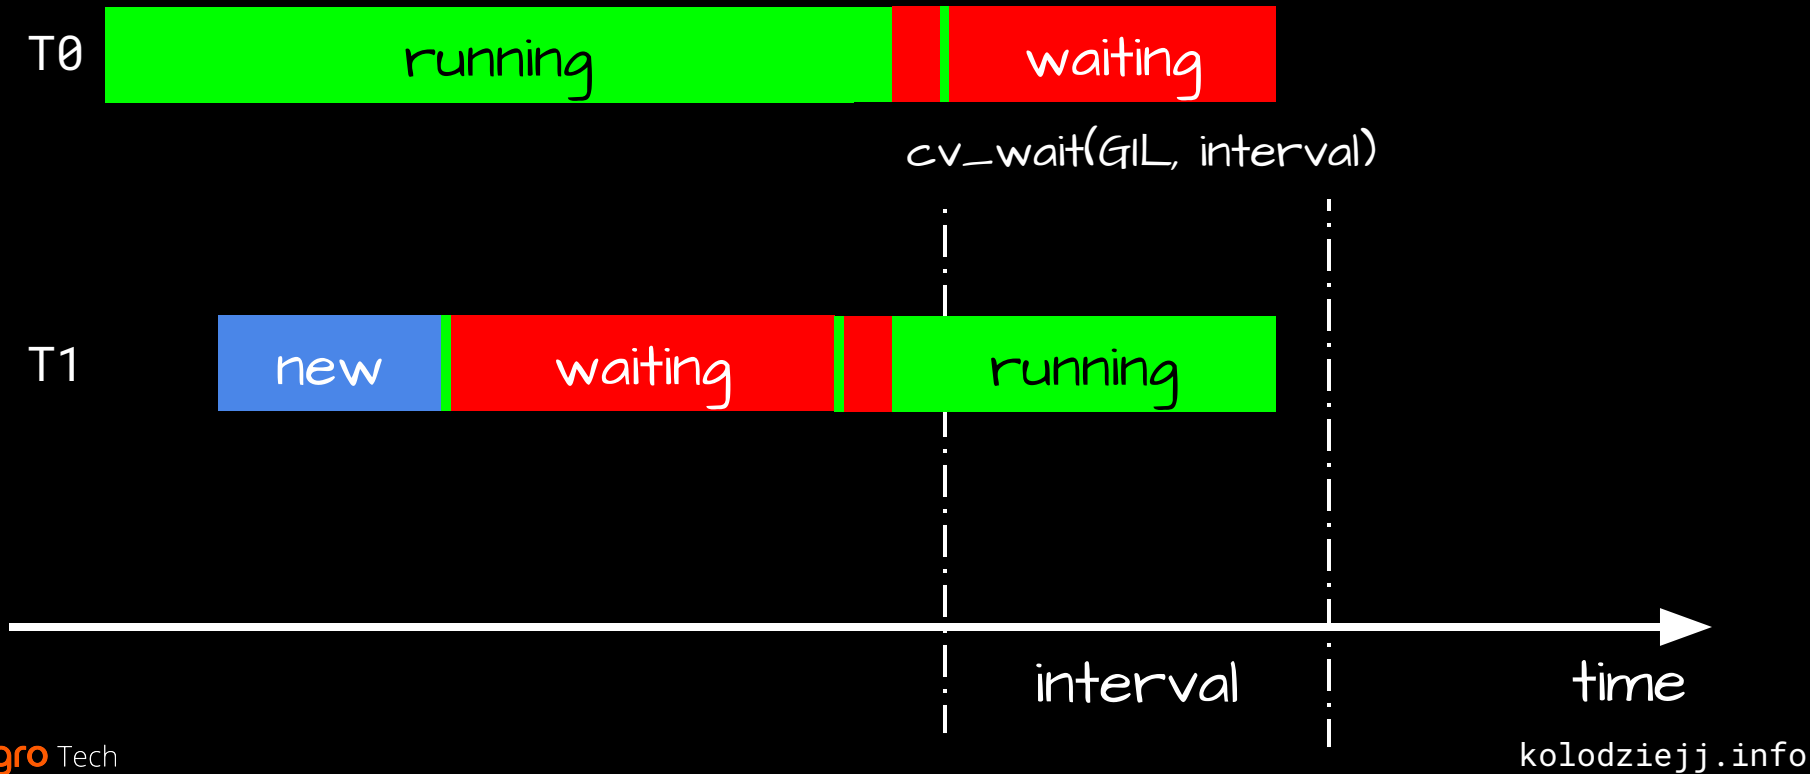 T0
running
waiting
cv_wait(GIL, interval)
T1
new
waiting
running
interval
time
gro Tech
kolodziejj.info